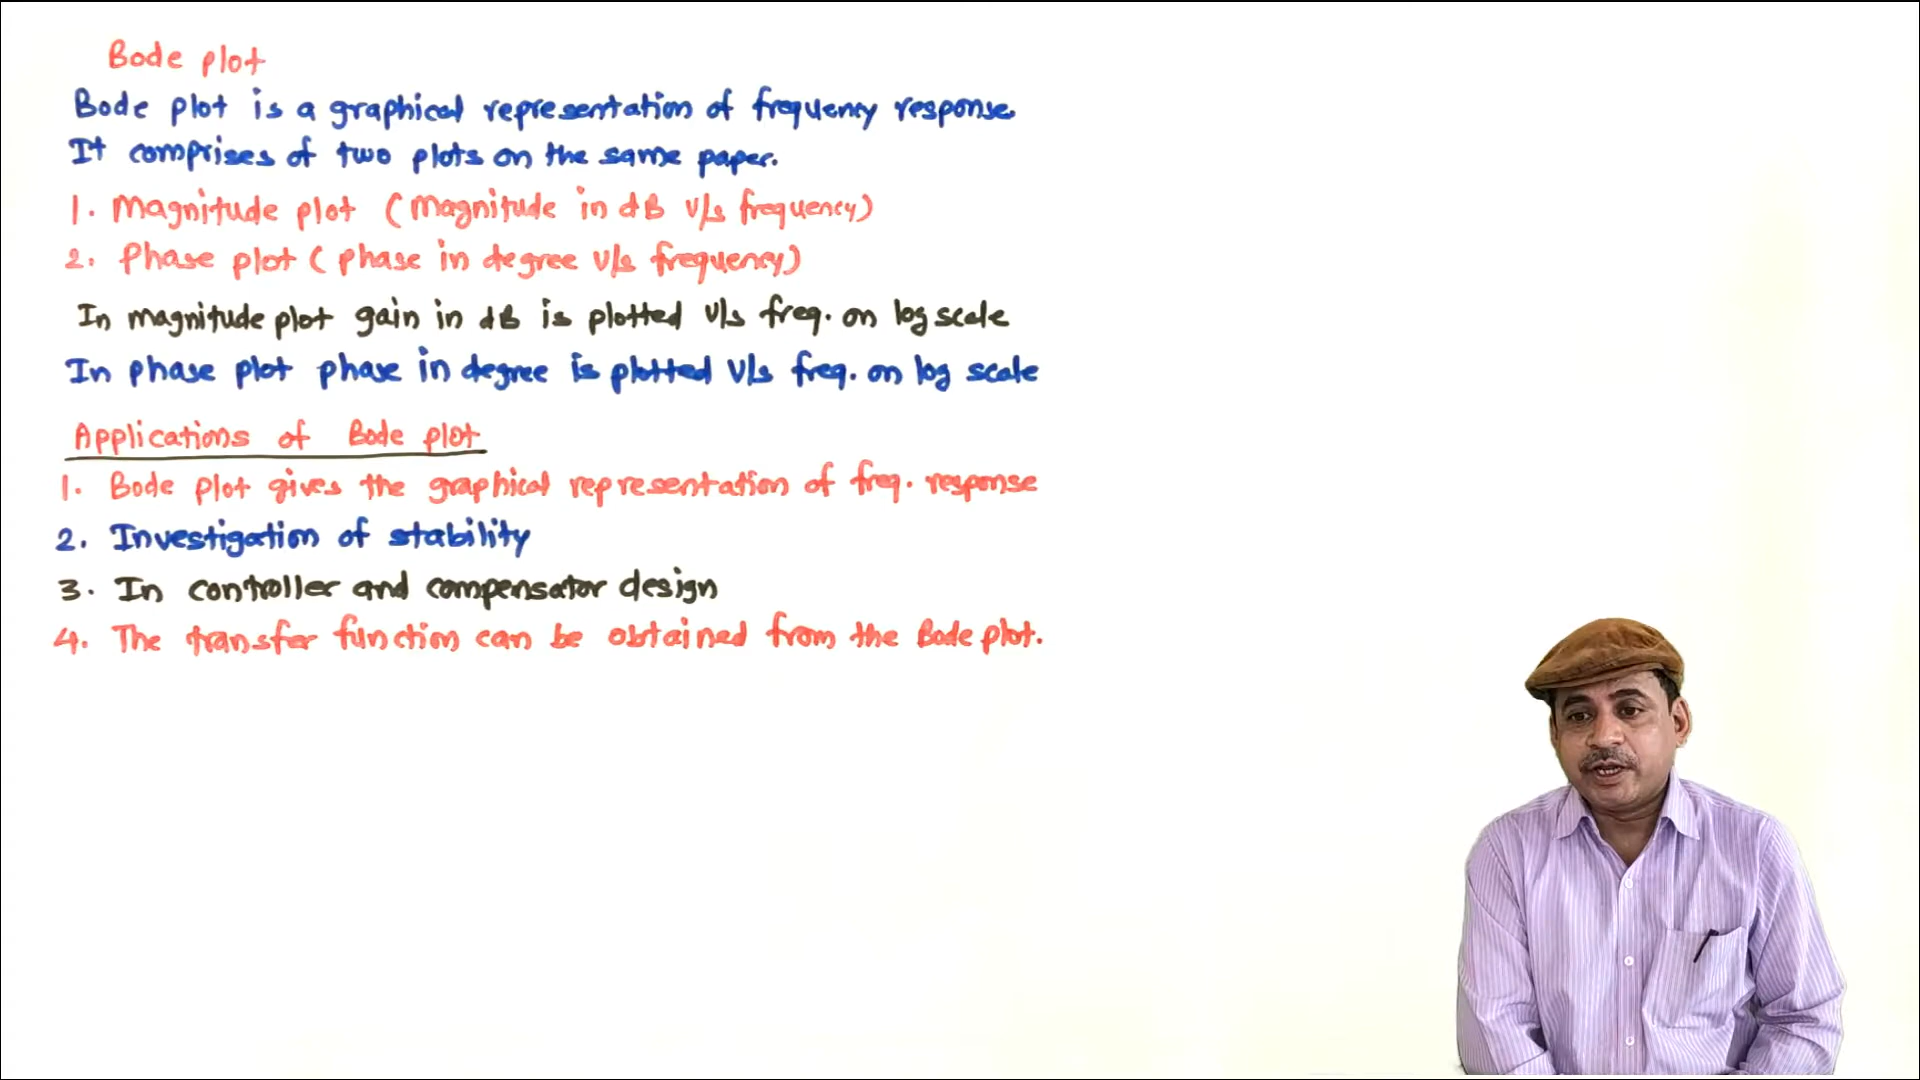 Bode plot
Bode plot is a graphical representation of frequency response.
It comprises of two plots on the same paper.
1. Magnitude plot (Magnitude in dB v/s frequency)
2. Phase plot (phase in degree v/s frequency)
In magnitude plot gain in dB is plotted v/s freq. on log scale
In phase plot phase in degree is plotted v/s freq. on log scale
Applications of Bode plot
1. Bode plot gives the graphical representation of freq. response
2. Investigation of stability
3. In controller and compensator design
4. The transfer function can be obtained from the Bode plot.